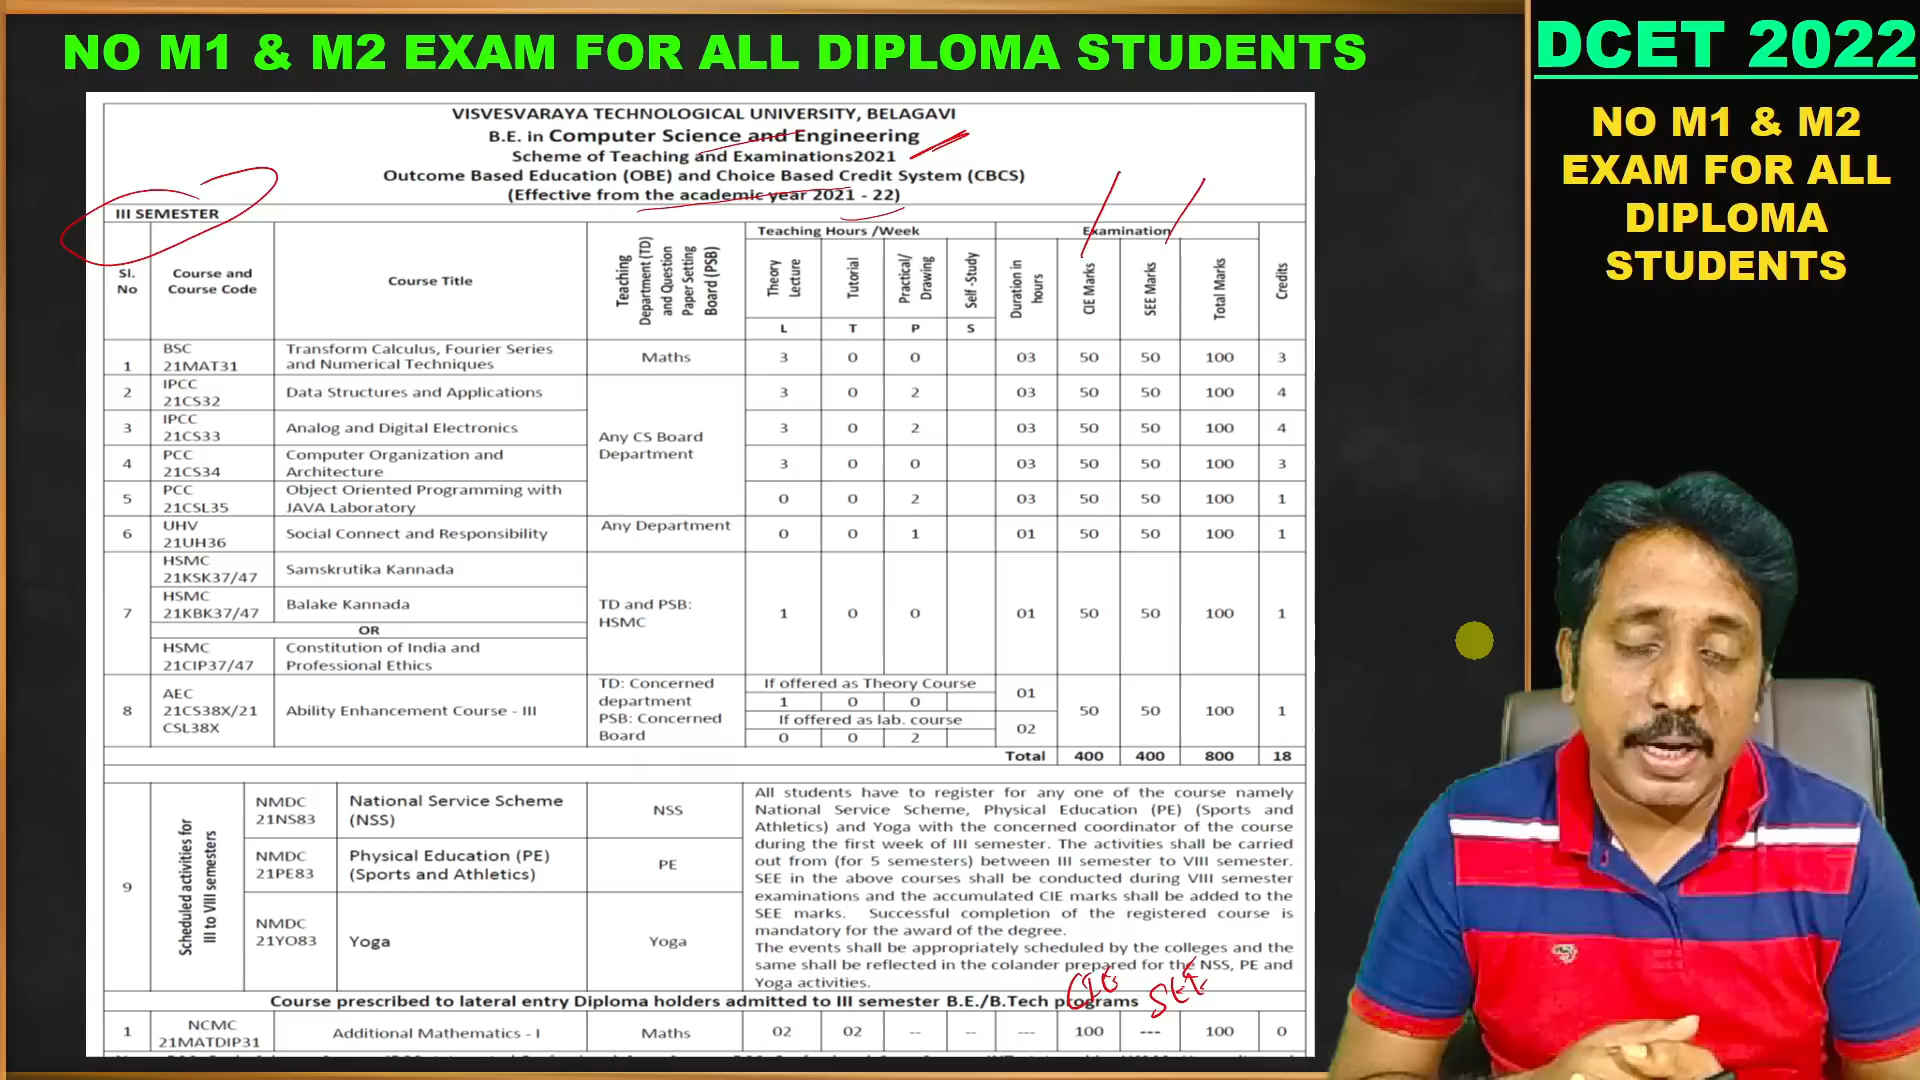 NO M1 & M2 EXAM FOR ALL DIPLOMA STUDENTS
DCET 2022
NO M1 & M2
EXAM FOR ALL
DIPLOMA
STUDENTS
VISVESVARAYA TECHNOLOGICAL UNIVERSITY, BELAGAVI
B.E. in Computer Science and Engineering
Scheme of Teaching and Examinations2021
Outcome Based Education (OBE) and Choice Based Credit System (CBCS)
(Effective from the academic year 2021 - 22)
III SEMESTER
Sl. No
Course and Course Code
Course Title
Teaching Department (TD) and Question Paper Setting Board (PSB)
Teaching Hours /Week
Examination
Credits
Theory Lecture
Tutorial
Practical/ Drawing
Self -Study
Duration in hours
CIE Marks
SEE Marks
Total Marks
L T P S
1 BSC 21MAT31 Transform Calculus, Fourier Series and Numerical Techniques Maths 3 0 0 03 50 50 100 3
2 IPCC 21CS32 Data Structures and Applications 3 0 2 03 50 50 100 4
Any CS Board Department
3 IPCC 21CS33 Analog and Digital Electronics 3 0 2 03 50 50 100 4
4 PCC 21CS34 Computer Organization and Architecture 3 0 0 03 50 50 100 3
5 PCC 21CSL35 Object Oriented Programming with JAVA Laboratory 0 0 2 03 50 50 100 1
6 UHV 21UH36 Social Connect and Responsibility Any Department 0 0 1 01 50 50 100 1
7 HSMC 21KSK37/47 Samskrutika Kannada
HSMC 21KBK37/47 Balake Kannada
TD and PSB: HSMC 1 0 0 01 50 50 100 1
OR
HSMC 21CIP37/47 Constitution of India and Professional Ethics
8 AEC 21CS38X/21 CSL38X Ability Enhancement Course - III
TD: Concerned department PSB: Concerned Board
If offered as Theory Course 01
1 0 0
If offered as lab. course 02
0 0 2
50 50 100 1
Total 400 400 800 18
9 Scheduled activities for III to VIII semesters
NMDC 21NS83 National Service Scheme (NSS) NSS
NMDC 21PE83 Physical Education (PE) (Sports and Athletics) PE
NMDC 21YO83 Yoga Yoga
All students have to register for any one of the course namely
National Service Scheme, Physical Education (PE) (Sports and
Athletics) and Yoga with the concerned coordinator of the course
during the first week of III semester. The activities shall be carried
out from (for 5 semesters) between III semester to VIII semester.
SEE in the above courses shall be conducted during VIII semester
examinations and the accumulated CIE marks shall be added to the
SEE marks. Successful completion of the registered course is
mandatory for the award of the degree.
The events shall be appropriately scheduled by the colleges and the
same shall be reflected in the colander prepared for the NSS, PE and
Yoga activities.
CIE SEE
Course prescribed to lateral entry Diploma holders admitted to III semester B.E./B.Tech programs
1 NCMC 21MATDIP31 Additional Mathematics - I Maths 02 02 -- -- --- 100 --- 100 0